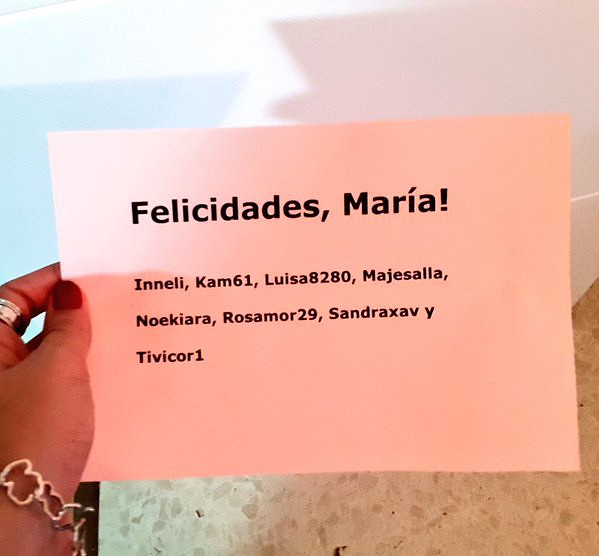 Felicidades, María!
Inneli, Kam61, Luisa8280, Majesalla,
Noekiara, Rosamor29, Sandraxav y
Tivicor1